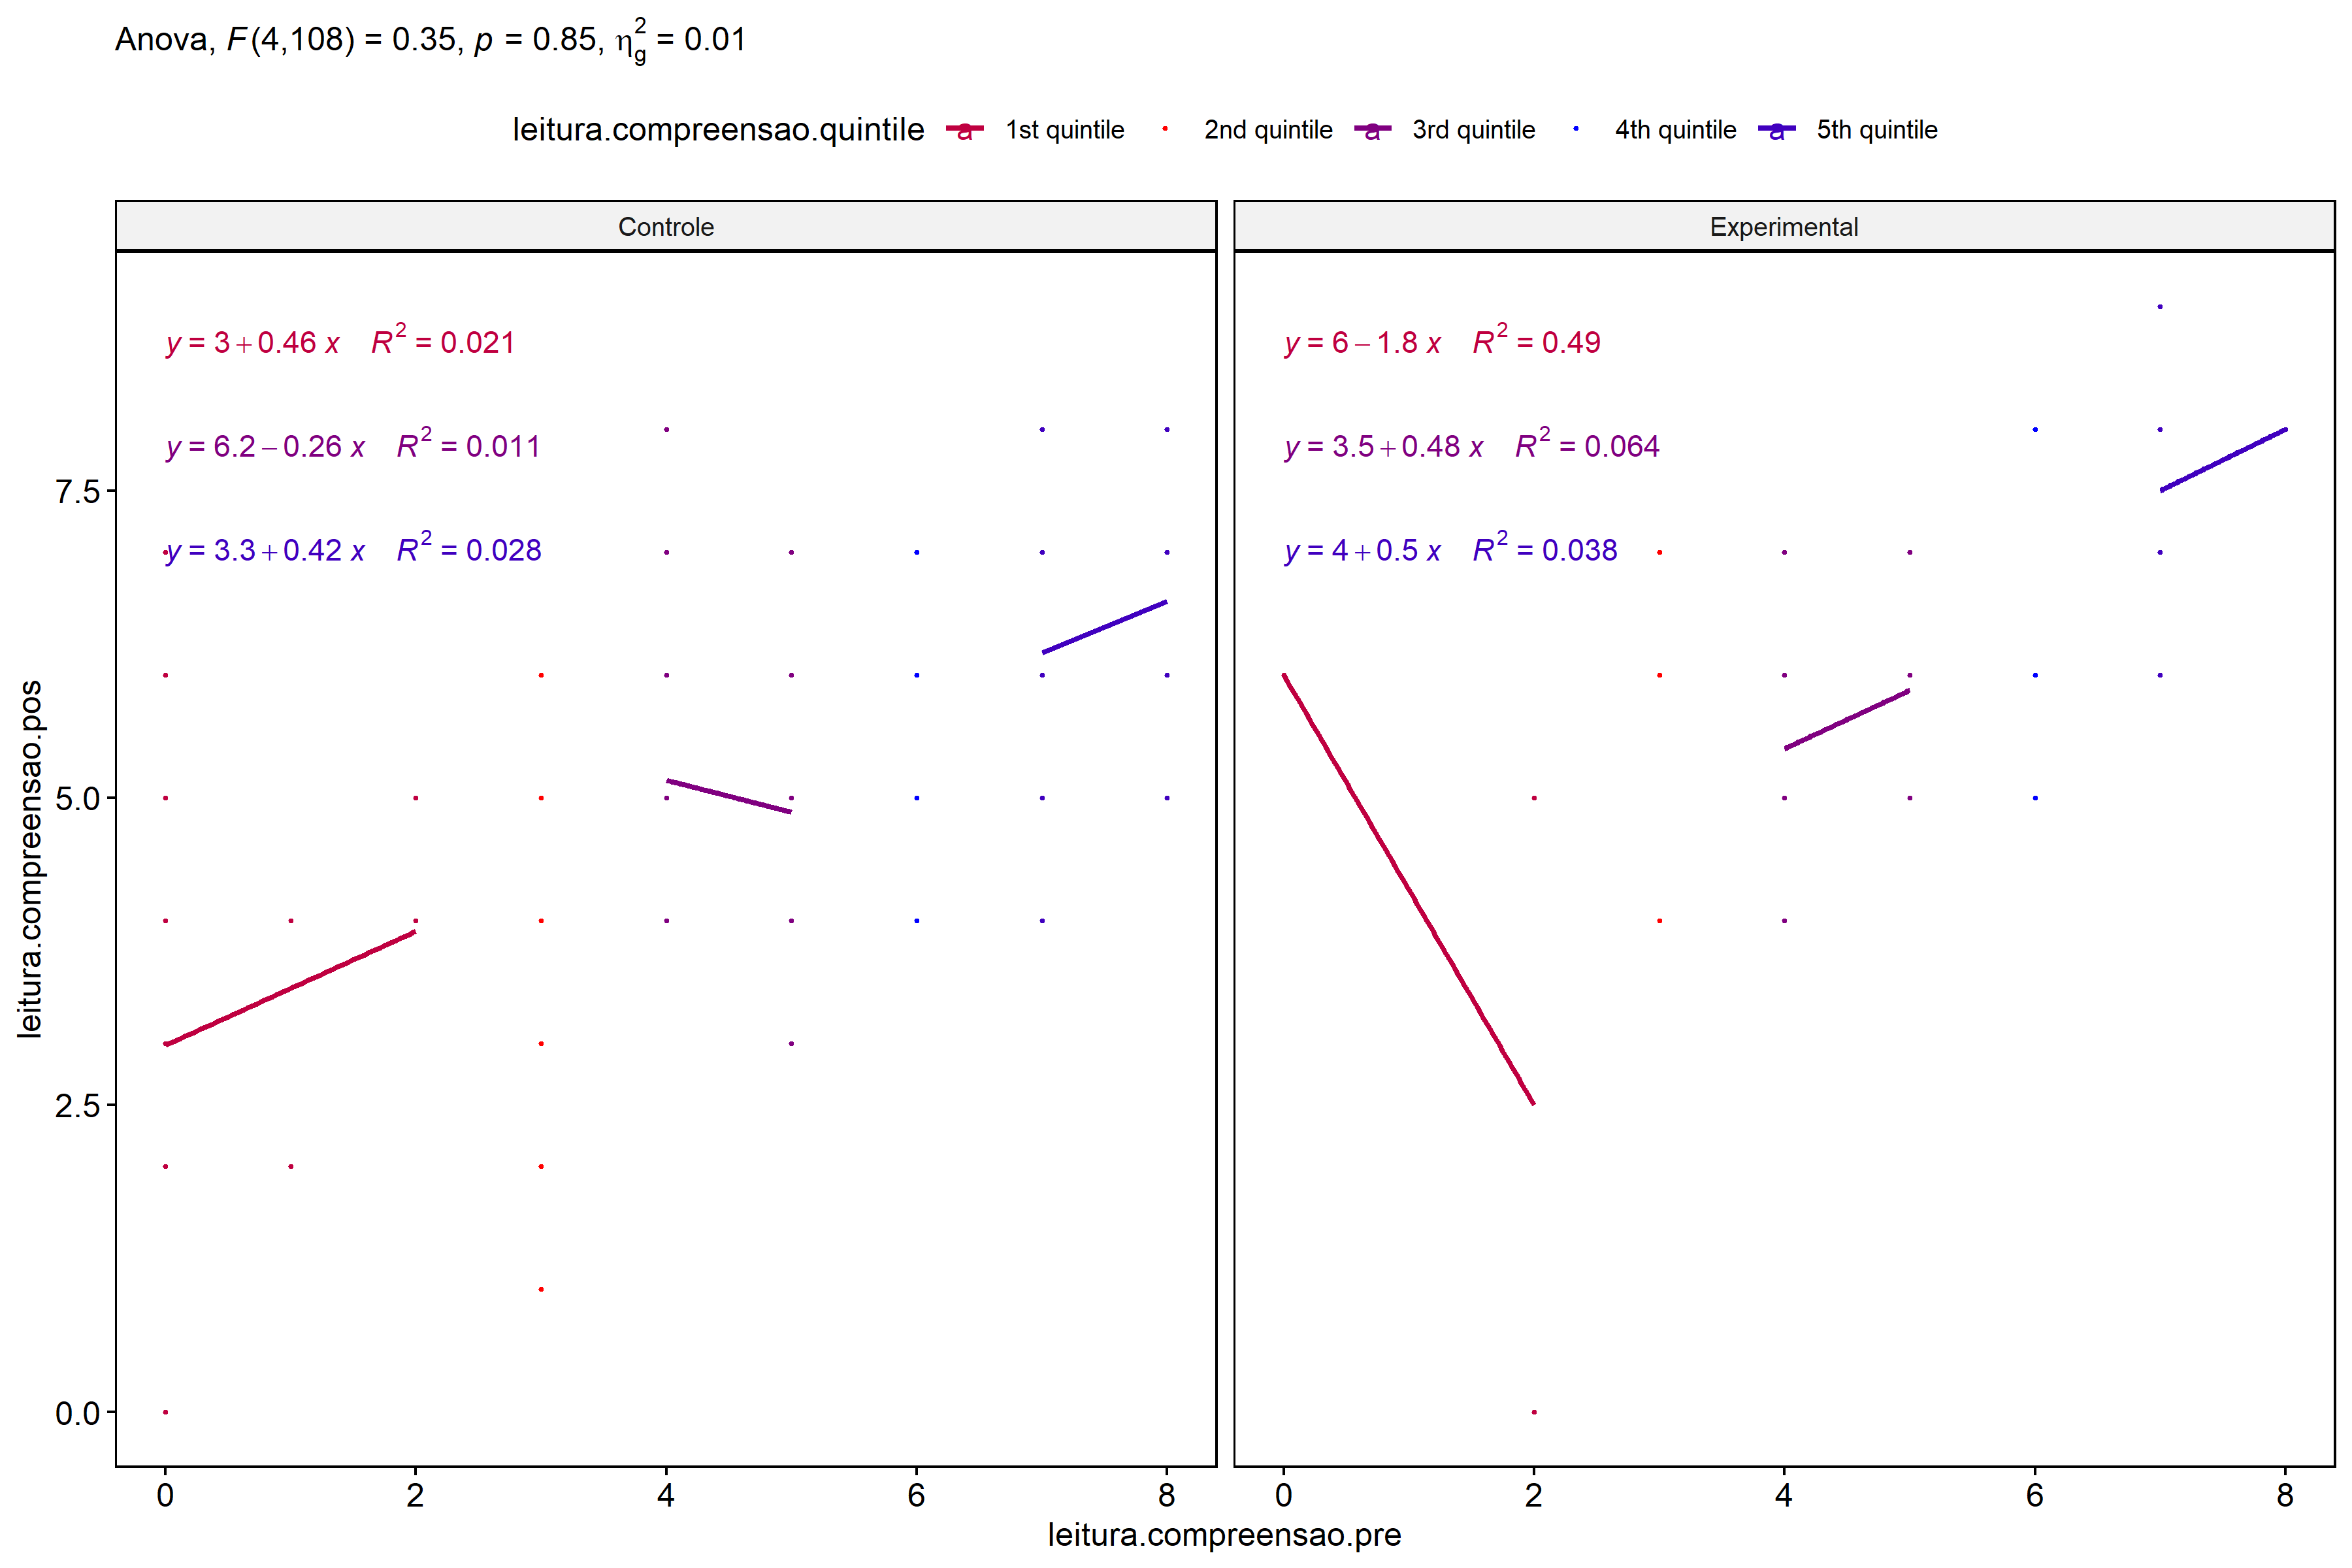 Anova, F(4,108) = 0.35, p = 0.85, η²g = 0.01
leitura.compreensao.quintile a 1st quintile 2nd quintile a 3rd quintile 4th quintile a 5th quintile
Controle
Experimental
y = 3 + 0.46 x R² = 0.021
y = 6.2 − 0.26 x R² = 0.011
y = 3.3 + 0.42 x R² = 0.028
y = 6 − 1.8 x R² = 0.49
y = 3.5 + 0.48 x R² = 0.064
y = 4 + 0.5 x R² = 0.038
leitura.compreensao.pos
7.5
5.0
2.5
0.0
0 2 4 6 8
0 2 4 6 8
leitura.compreensao.pre